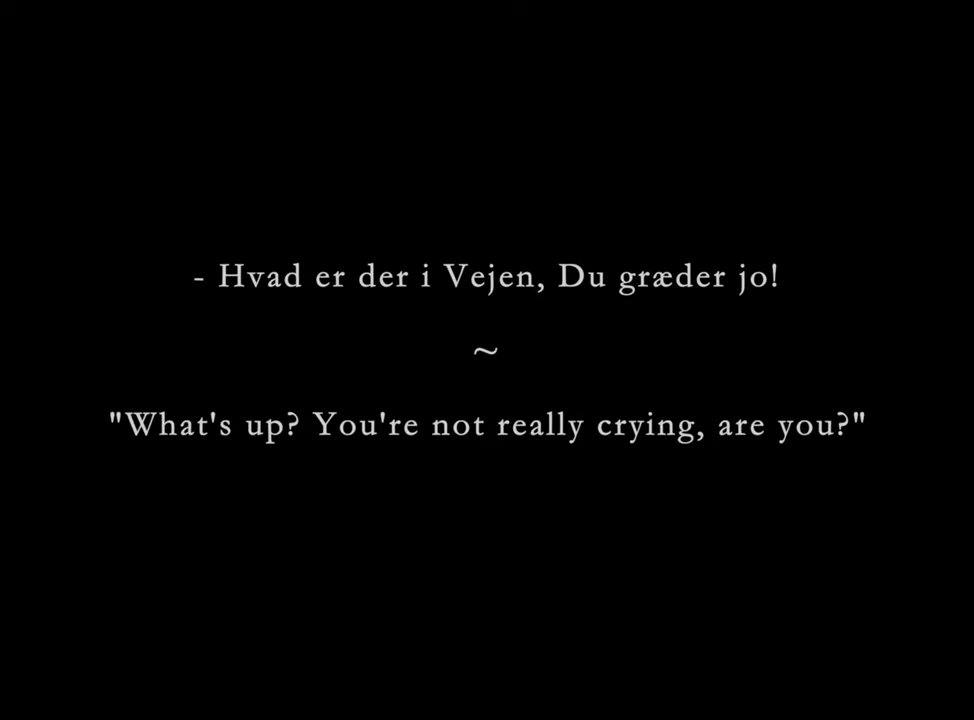 - Hvad er der i Vejen, Du græder jo!
~
"What's up? You're not really crying, are you?"